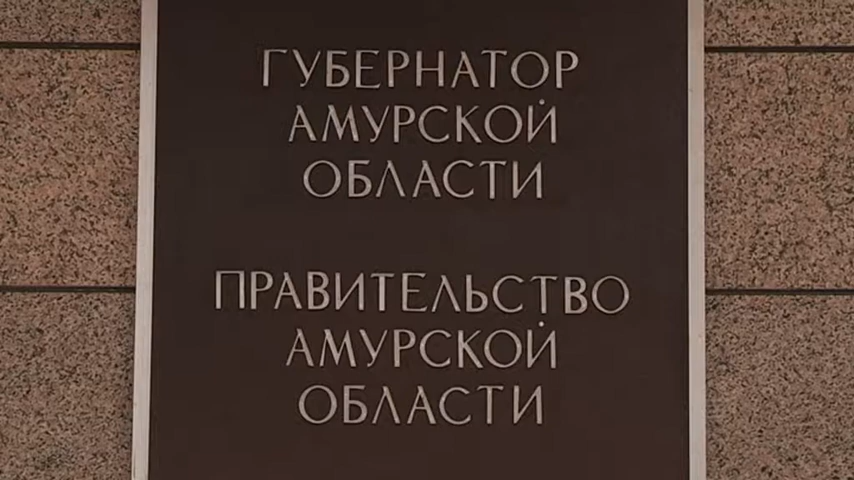 ГУБЕРНАТОР
АМУРСКОЙ
ОБЛАСТИ
ПРАВИТЕЛЬСТВО
АМУРСКОЙ
ОБЛАСТИ